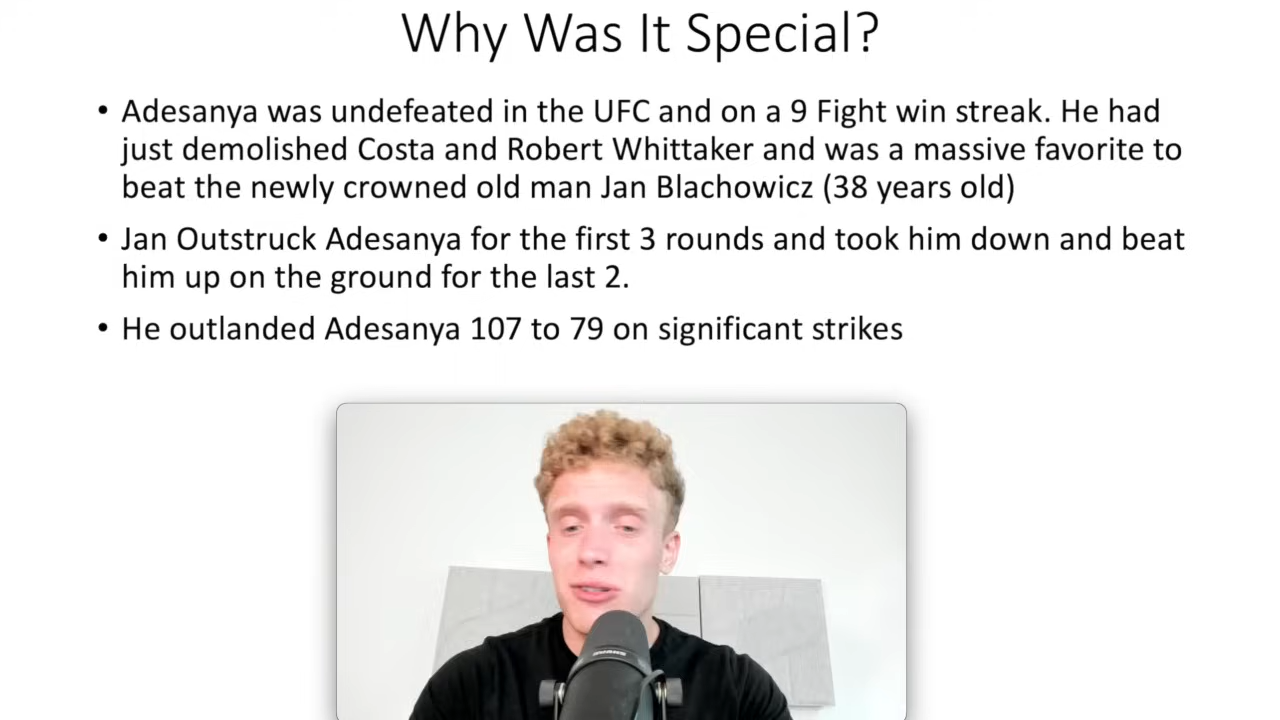 Why Was It Special?
• Adesanya was undefeated in the UFC and on a 9 Fight win streak. He had
just demolished Costa and Robert Whittaker and was a massive favorite to
beat the newly crowned old man Jan Blachowicz (38 years old)
• Jan Outstruck Adesanya for the first 3 rounds and took him down and beat
him up on the ground for the last 2.
• He outlanded Adesanya 107 to 79 on significant strikes